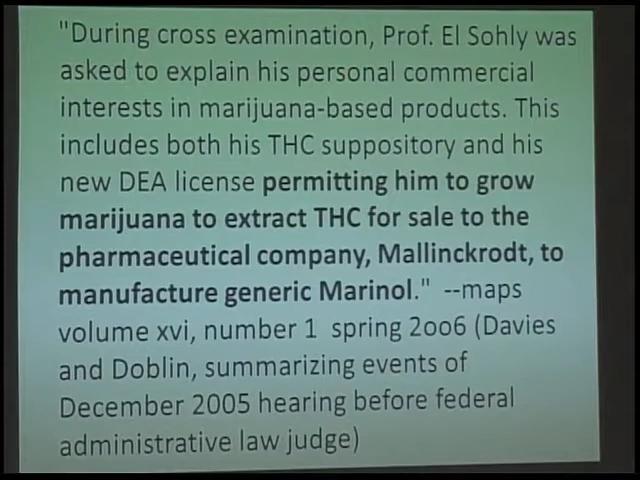 "During cross examination, Prof. El Sohly was
asked to explain his personal commercial
interests in marijuana-based products. This
includes both his THC suppository and his
new DEA license permitting him to grow
marijuana to extract THC for sale to the
pharmaceutical company, Mallinckrodt, to
manufacture generic Marinol." --maps
volume xvi, number 1 spring 2oo6 (Davies
and Doblin, summarizing events of
December 2005 hearing before federal
administrative law judge)